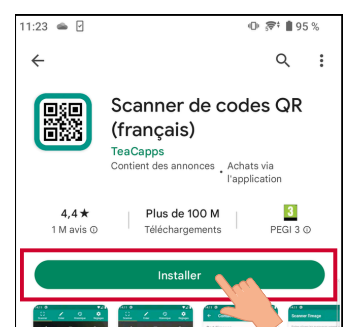 11:23
95 %
Scanner de codes QR
(français)
TeaCapps
Contient des annonces . Achats via
l'application
4,4★ Plus de 100 M 3
1 M avis Téléchargements PEGI 3
Installer